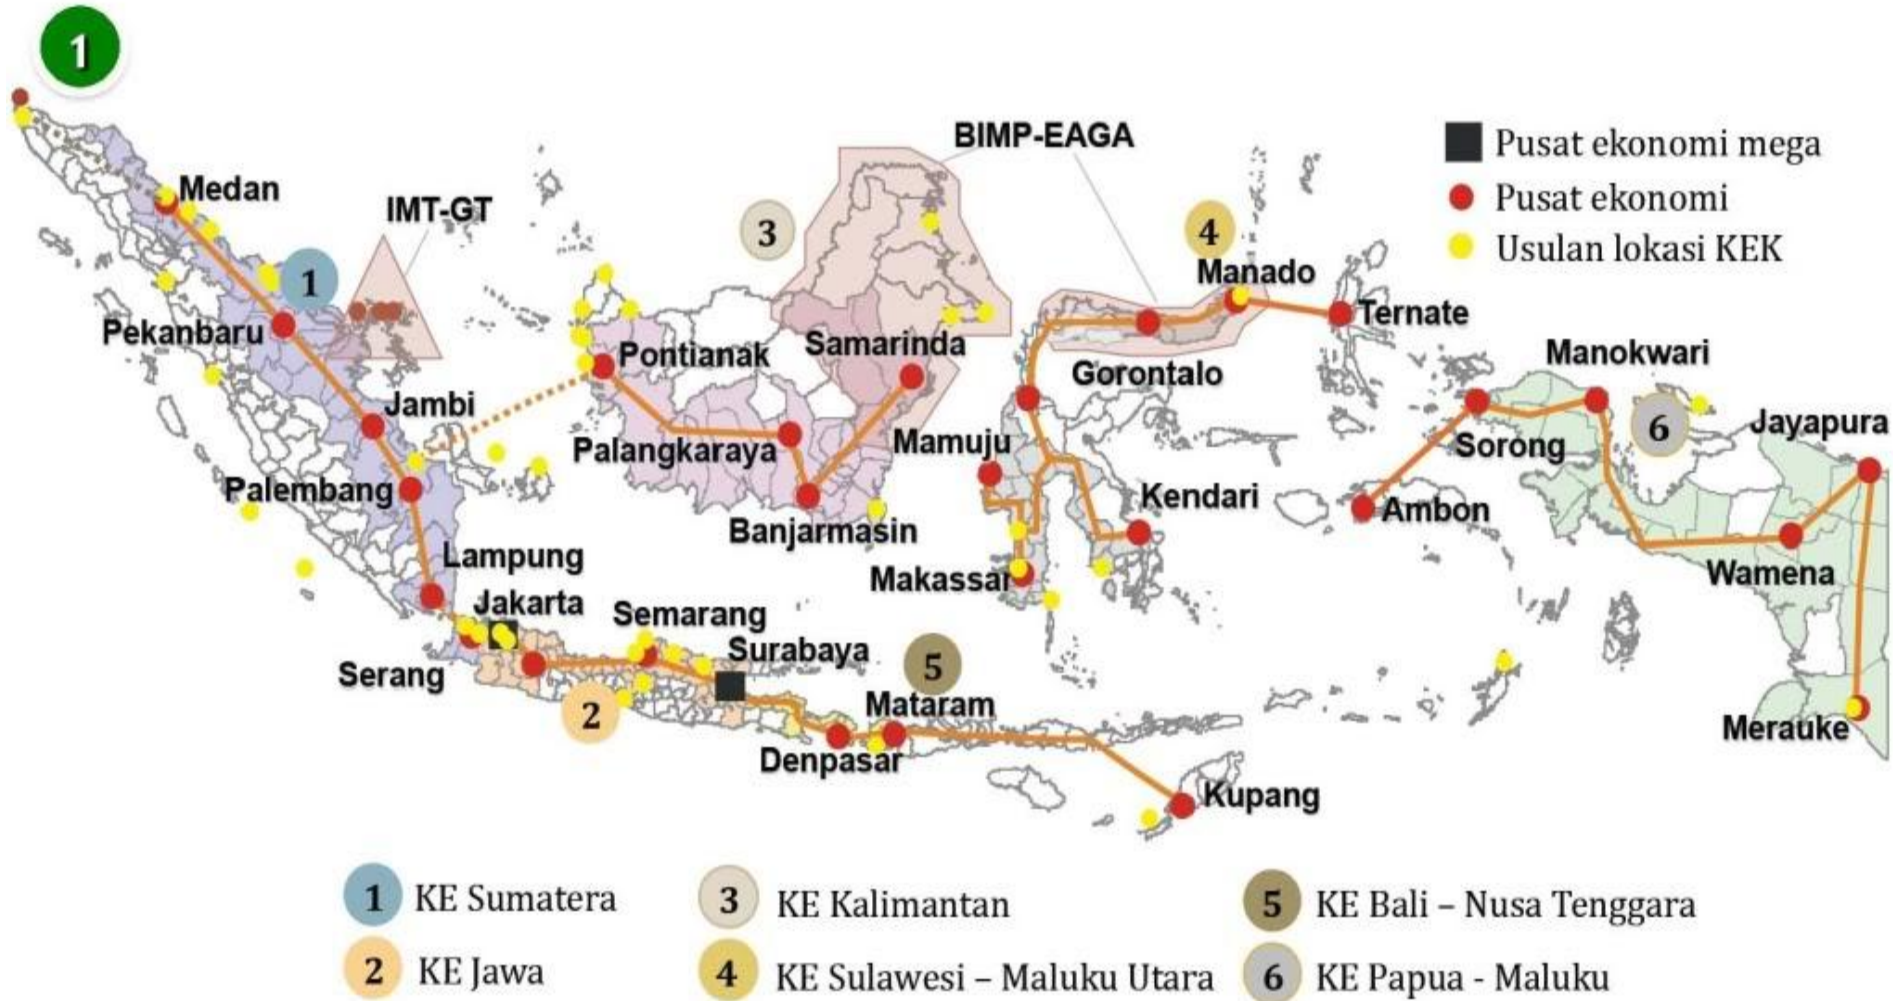 1
BIMP-EAGA
Pusat ekonomi mega
Medan
IMT-GT
Pusat ekonomi
3
4
Usulan lokasi KEK
1
Manado
Pekanbaru
Ternate
Pontianak
Samarinda
Manokwari
Gorontalo
Jambi
Jayapura
Palangkaraya
Mamuju
Sorong
6
Palembang
Kendari
Ambon
Banjarmasin
Lampung
Makassar
Wamena
Jakarta
Semarang
Surabaya
Serang
5
2
Mataram
Merauke
Denpasar
Kupang
1 KE Sumatera
3 KE Kalimantan
5 KE Bali – Nusa Tenggara
2 KE Jawa
4 KE Sulawesi – Maluku Utara
6 KE Papua - Maluku